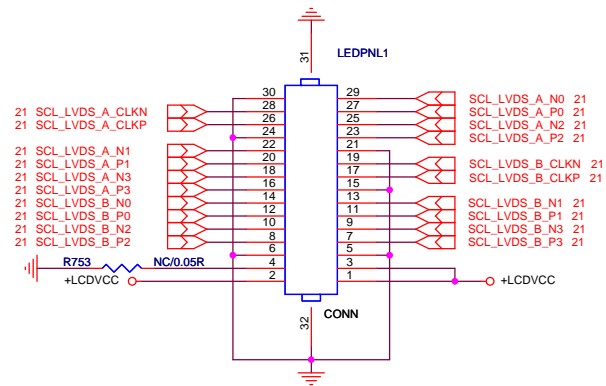 31
LEDPNL1
30 29
21 SCL_LVDS_A_CLKN 28 27 SCL_LVDS_A_N0 21
21 SCL_LVDS_A_CLKP 26 25 SCL_LVDS_A_P0 21
24 23 SCL_LVDS_A_N2 21
SCL_LVDS_A_P2 21
21 SCL_LVDS_A_N1 22 21
21 SCL_LVDS_A_P1 20 19 SCL_LVDS_B_CLKN 21
21 SCL_LVDS_A_N3 18 17 SCL_LVDS_B_CLKP 21
21 SCL_LVDS_A_P3 16 15
21 SCL_LVDS_B_N0 14 13 SCL_LVDS_B_N1 21
21 SCL_LVDS_B_P0 12 11 SCL_LVDS_B_P1 21
21 SCL_LVDS_B_N2 10 9 SCL_LVDS_B_N3 21
21 SCL_LVDS_B_P2 8 7 SCL_LVDS_B_P3 21
6 5
R753 NC/0.05R 4 3
+LCDVCC 2 1 +LCDVCC
CONN
32